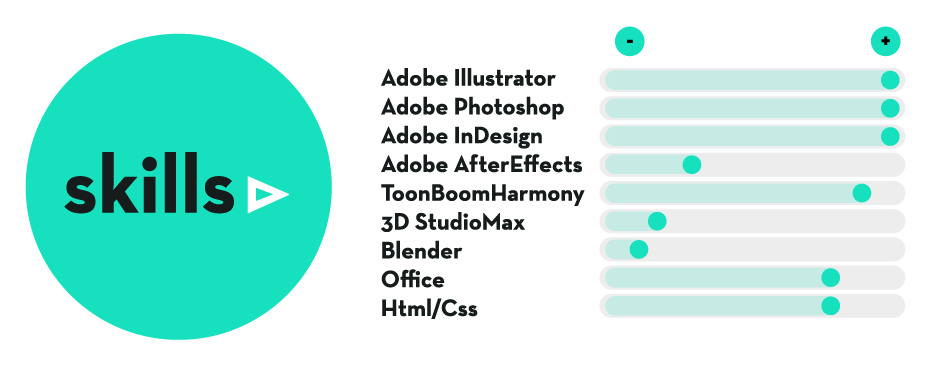 skills
- +
Adobe Illustrator
Adobe Photoshop
Adobe InDesign
Adobe AfterEffects
ToonBoomHarmony
3D StudioMax
Blender
Office
Html/Css